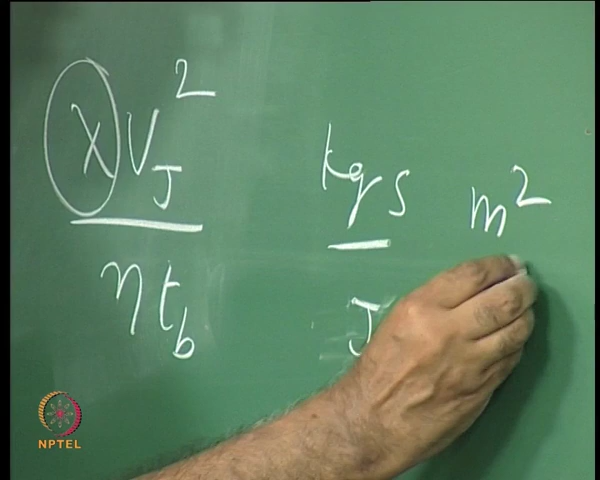 X V_J^2 / η t_b
kg s / J m^2
NPTEL